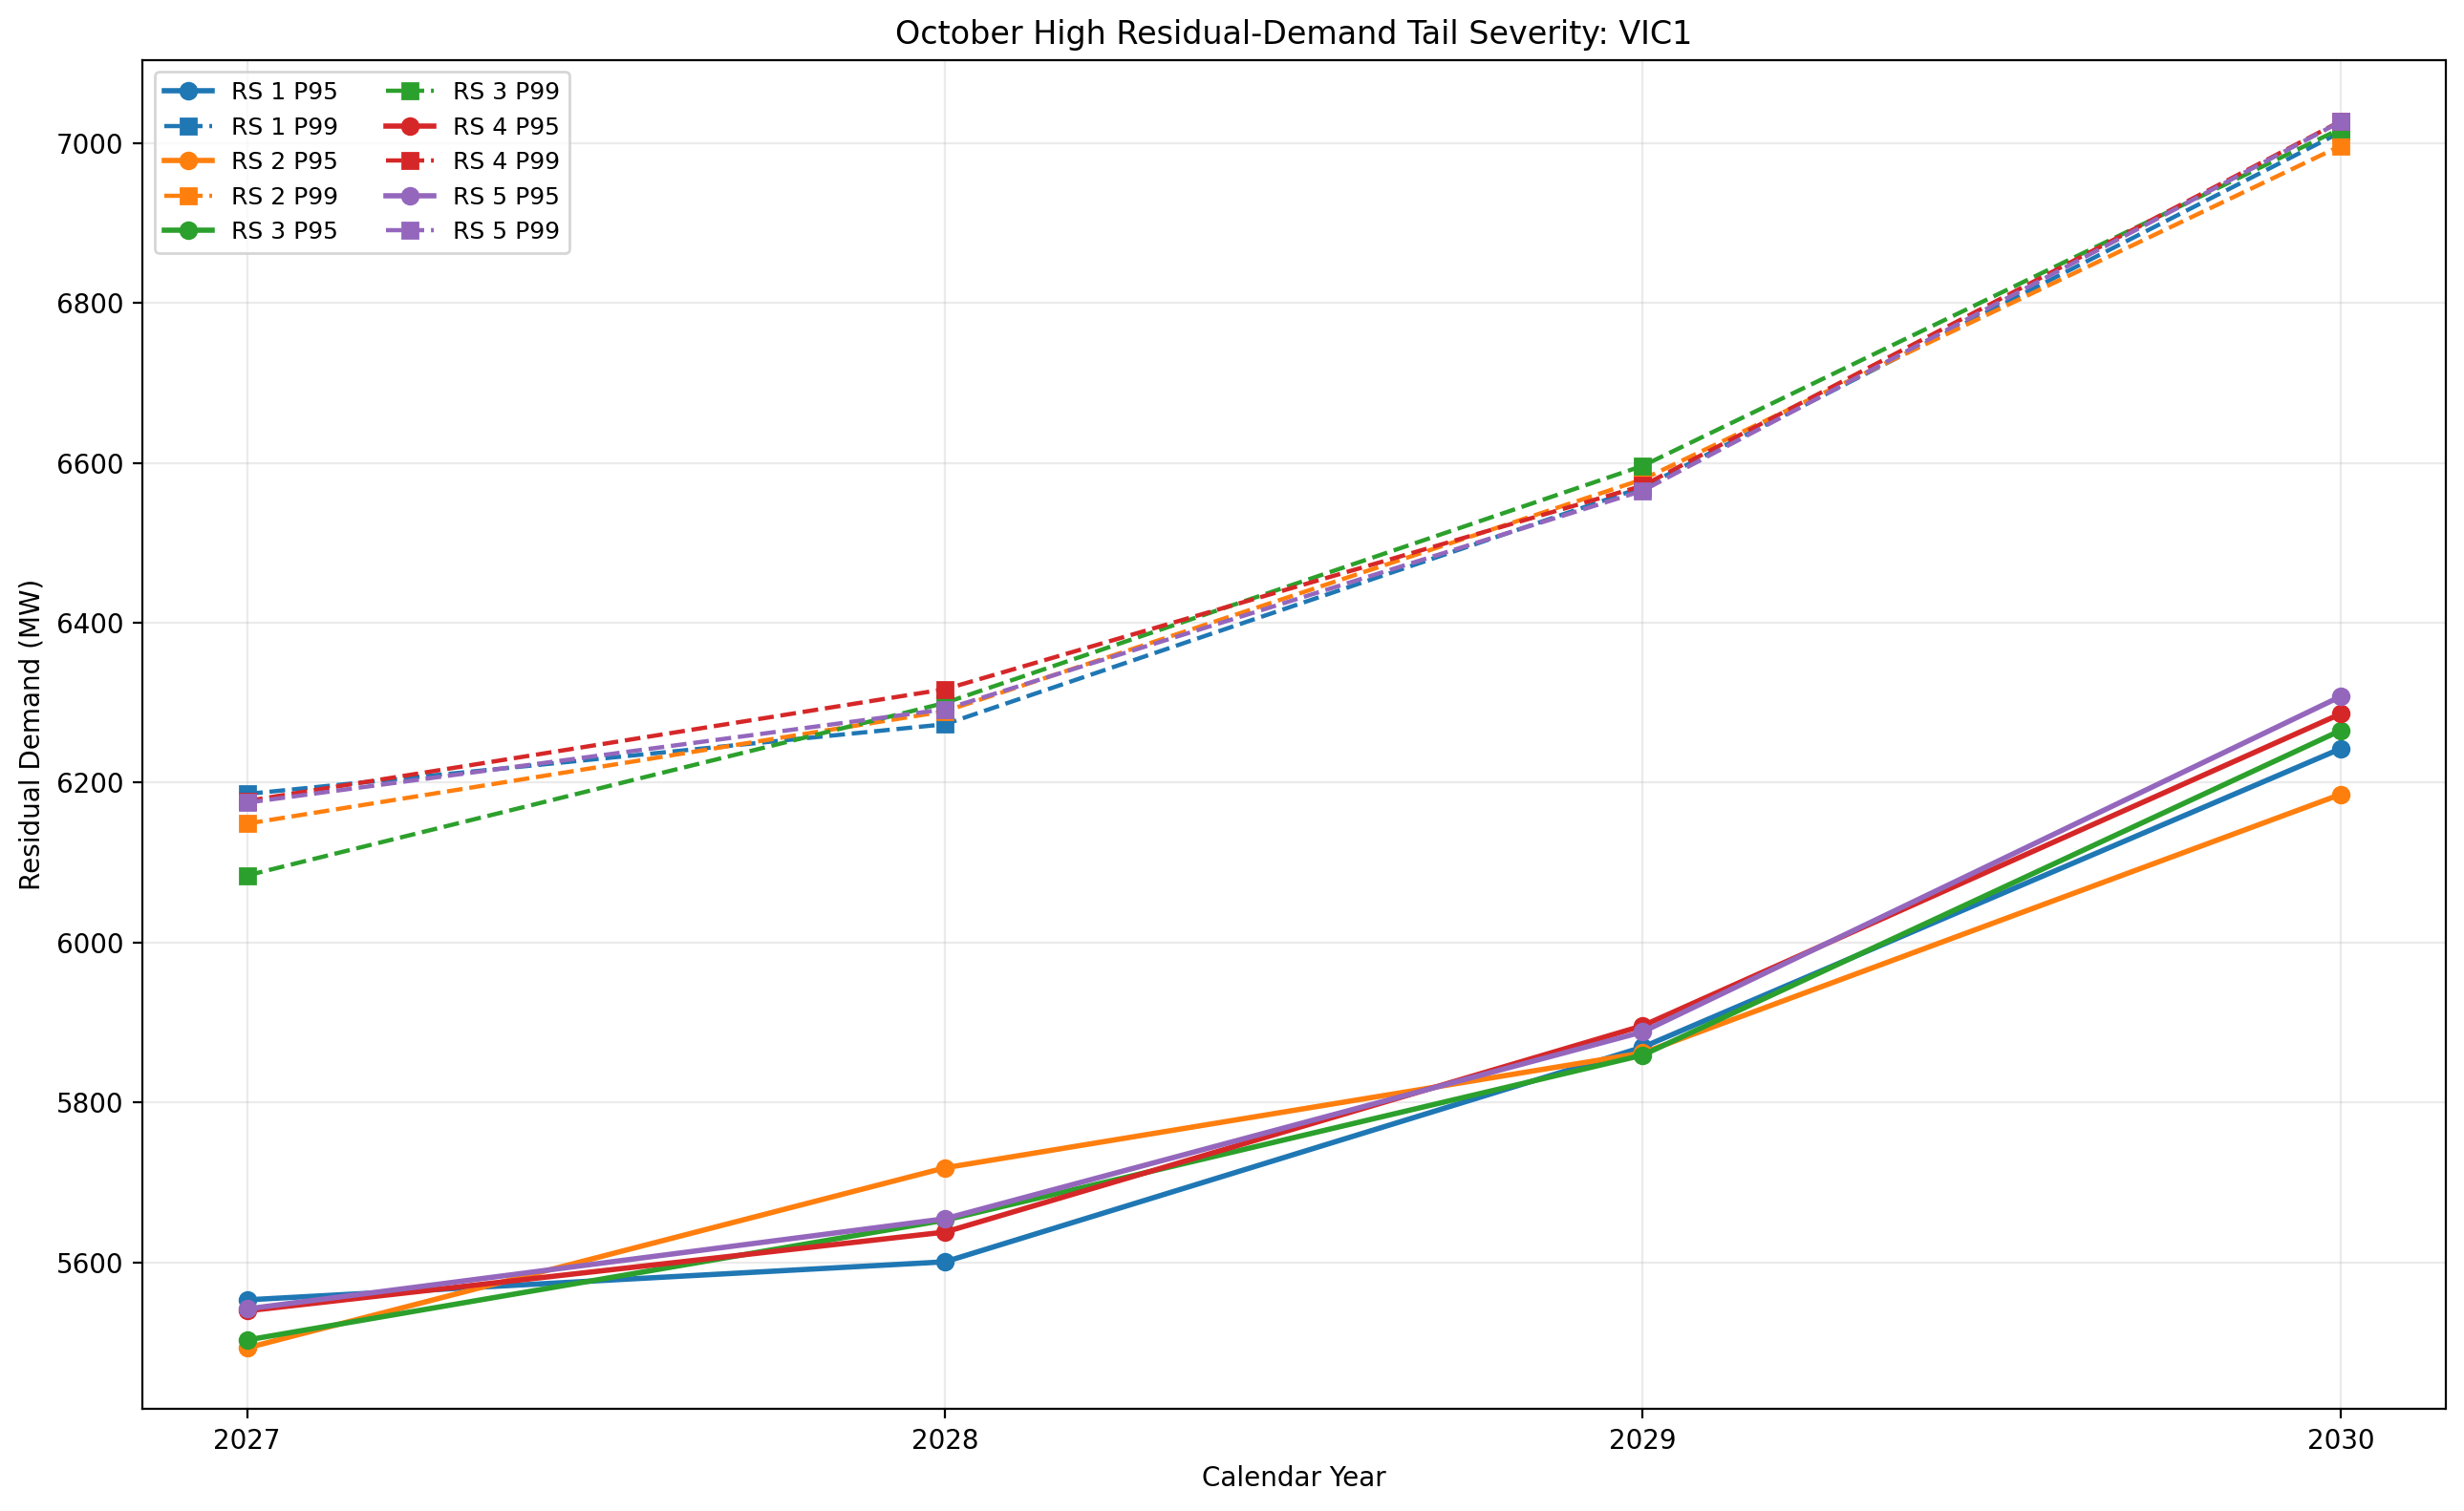 October High Residual-Demand Tail Severity: VIC1
RS 1 P95
RS 1 P99
RS 2 P95
RS 2 P99
RS 3 P95
RS 3 P99
RS 4 P95
RS 4 P99
RS 5 P95
RS 5 P99
Residual Demand (MW)
7000
6800
6600
6400
6200
6000
5800
5600
2027
2028
2029
2030
Calendar Year